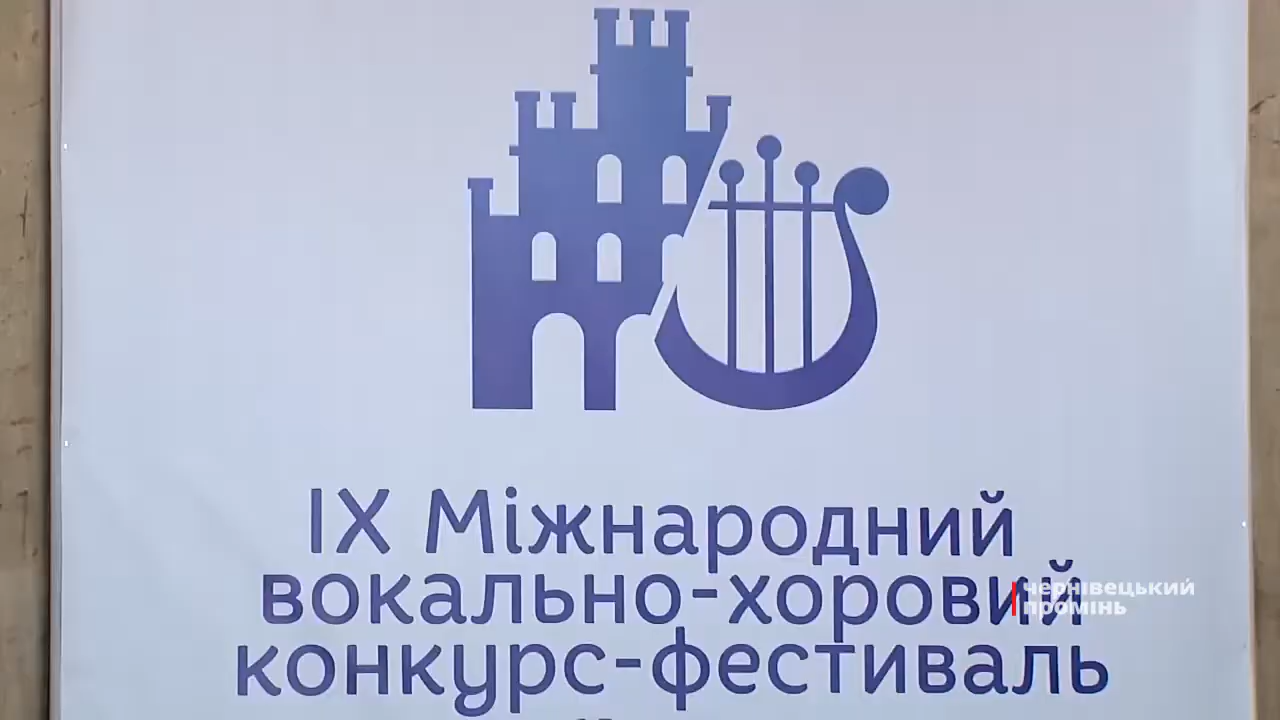 IX Міжнародний
вокально-хоровий
конкурс-фестиваль
чернівецький
промінь